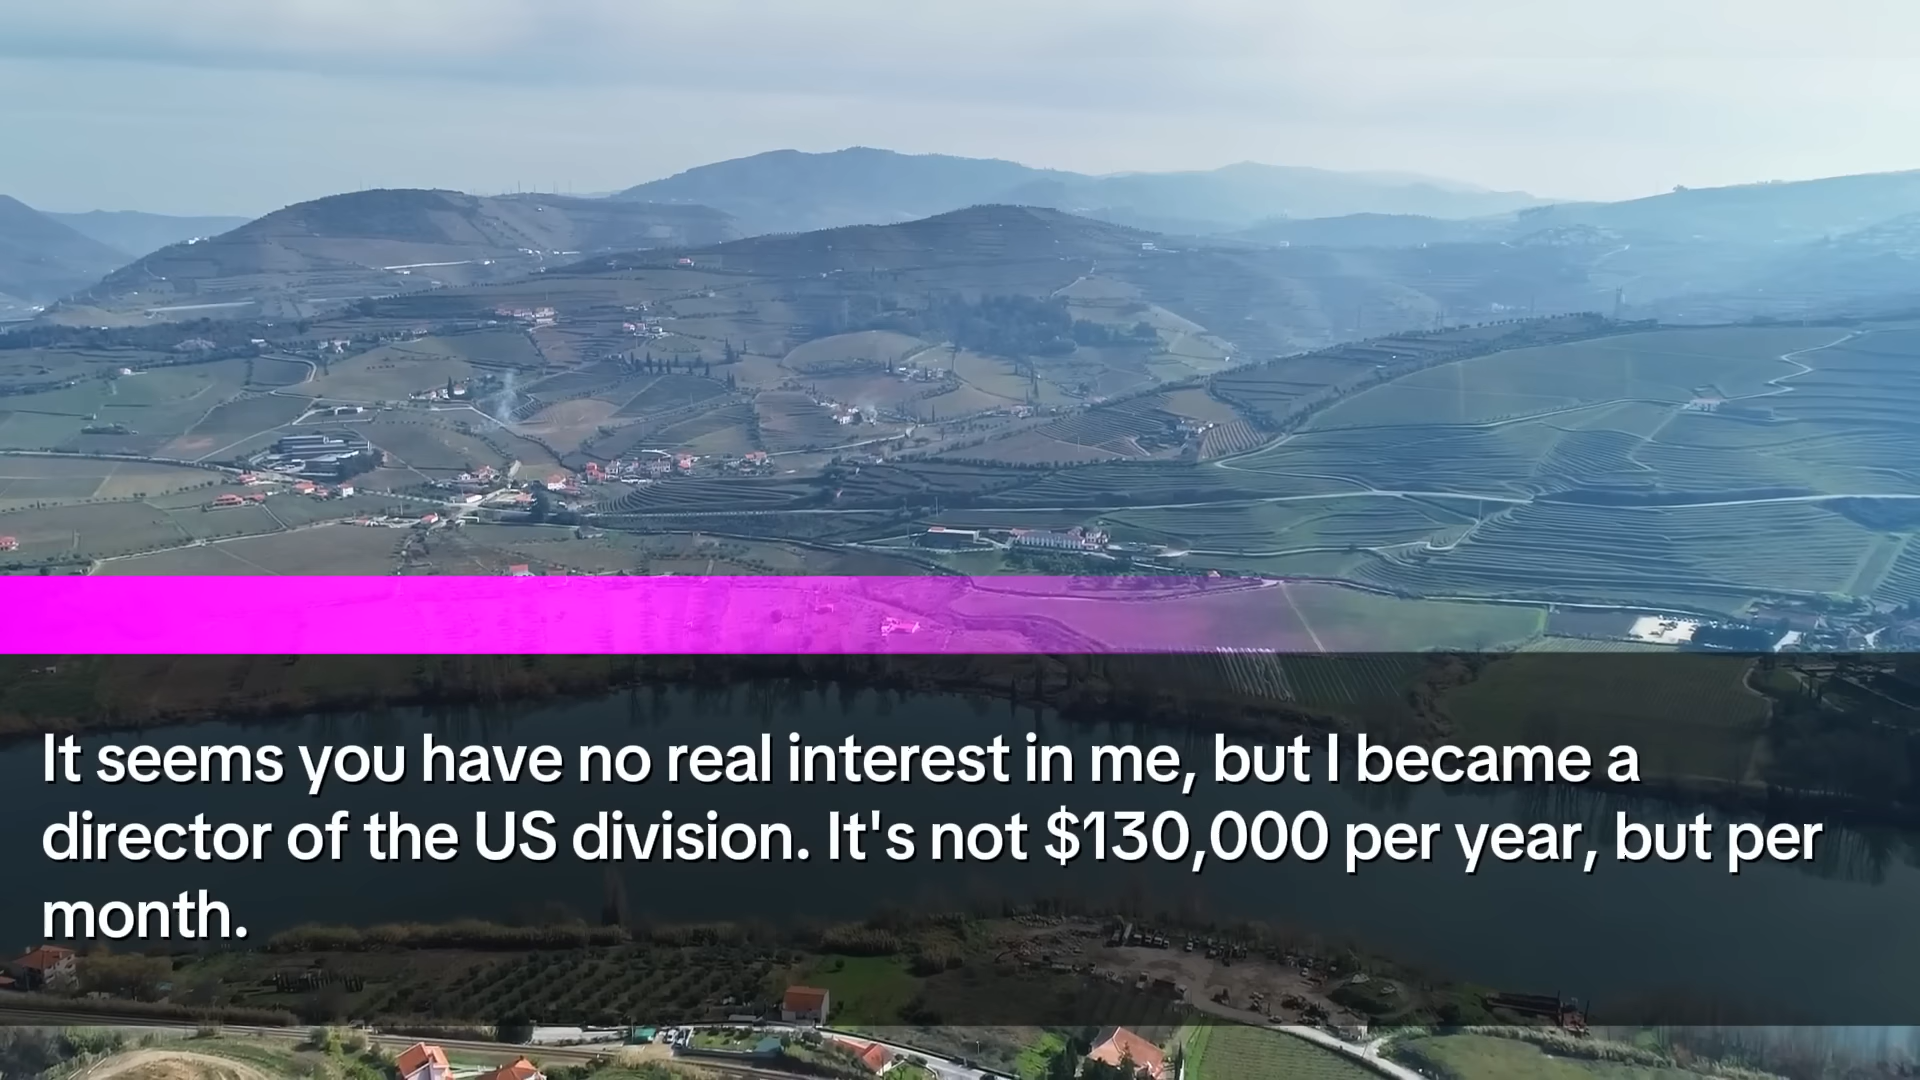 It seems you have no real interest in me, but I became a
director of the US division. It's not $130,000 per year, but per
month.